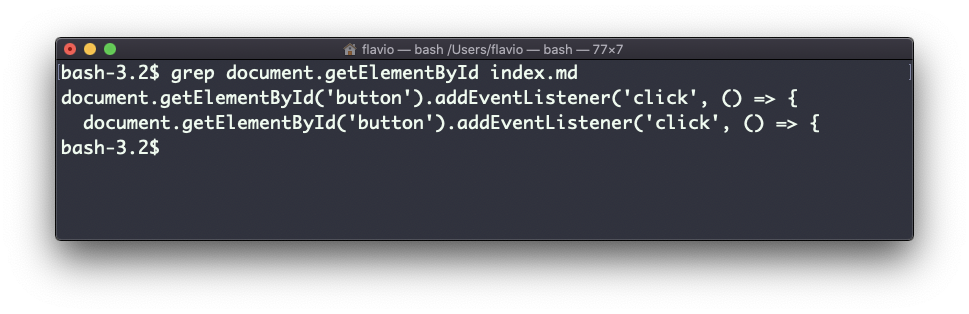 flavio — bash /Users/flavio — bash — 77×7
bash-3.2$ grep document.getElementById index.md
document.getElementById('button').addEventListener('click', () => {
  document.getElementById('button').addEventListener('click', () => {
bash-3.2$